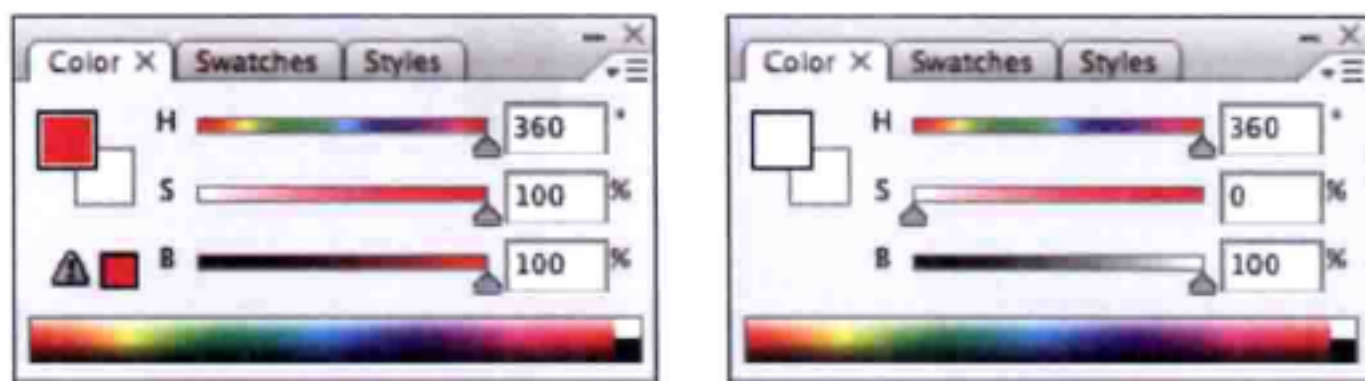 Color × Swatches Styles
H 360 °
S 100 %
B 100 %
Color × Swatches Styles
H 360 °
S 0 %
B 100 %